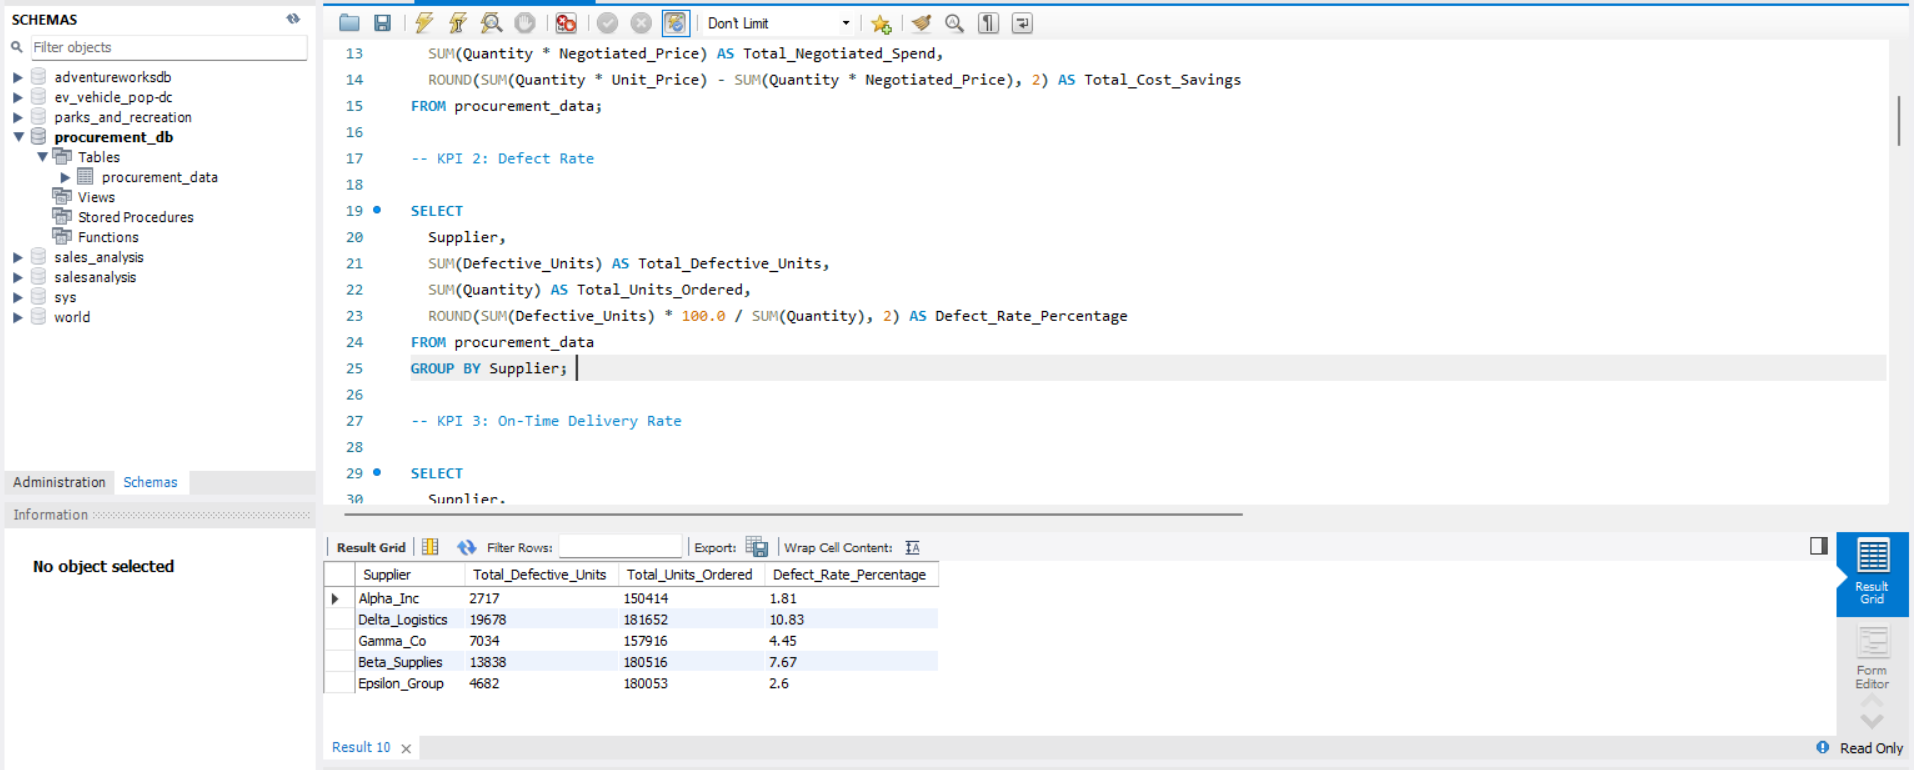 SCHEMAS
Filter objects
adventureworksdb
ev_vehicle_pop-dc
parks_and_recreation
procurement_db
Tables
procurement_data
Views
Stored Procedures
Functions
sales_analysis
salesanalysis
sys
world
Administration Schemas
Information
No object selected
Don't Limit
13 SUM(Quantity * Negotiated_Price) AS Total_Negotiated_Spend,
14 ROUND(SUM(Quantity * Unit_Price) - SUM(Quantity * Negotiated_Price), 2) AS Total_Cost_Savings
15 FROM procurement_data;
16
17 -- KPI 2: Defect Rate
18
19 SELECT
20 Supplier,
21 SUM(Defective_Units) AS Total_Defective_Units,
22 SUM(Quantity) AS Total_Units_Ordered,
23 ROUND(SUM(Defective_Units) * 100.0 / SUM(Quantity), 2) AS Defect_Rate_Percentage
24 FROM procurement_data
25 GROUP BY Supplier;
26
27 -- KPI 3: On-Time Delivery Rate
28
29 SELECT
30 Supplier,
Result Grid Filter Rows: Export: Wrap Cell Content:
Supplier Total_Defective_Units Total_Units_Ordered Defect_Rate_Percentage
Alpha_Inc 2717 150414 1.81
Delta_Logistics 19678 181652 10.83
Gamma_Co 7034 157916 4.45
Beta_Supplies 13838 180516 7.67
Epsilon_Group 4682 180053 2.6
Result
Grid
Form
Editor
Result 10
Read Only